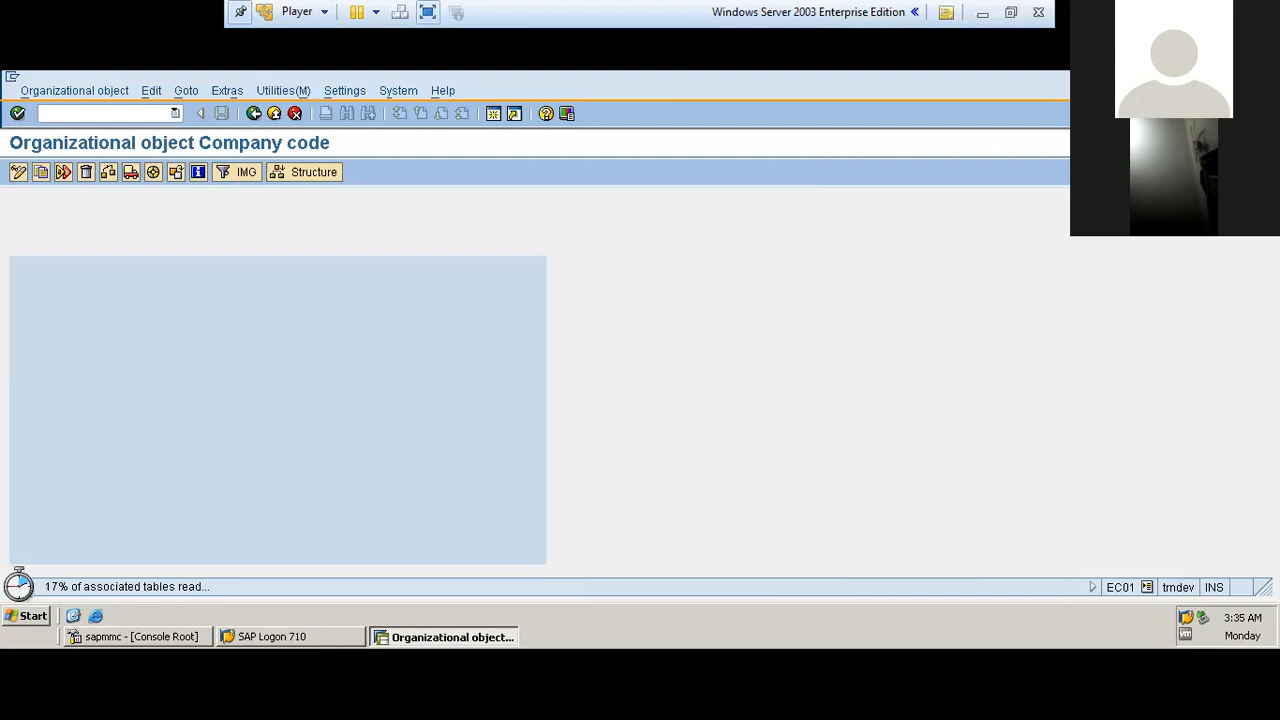 Player
Windows Server 2003 Enterprise Edition
Organizational object Edit Goto Extras Utilities(M) Settings System Help
Organizational object Company code
IMG Structure
17% of associated tables read...
EC01 trndev INS
Start
3:35 AM
sapmmc - [Console Root] SAP Logon 710 Organizational object...
Monday